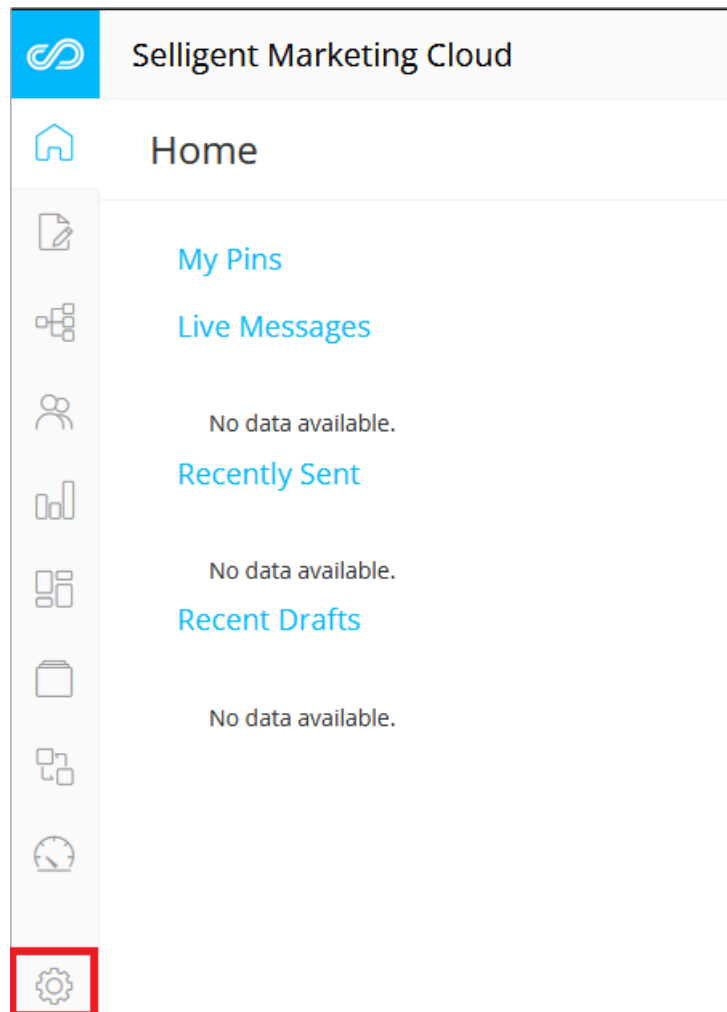 Selligent Marketing Cloud
Home
My Pins
Live Messages
No data available.
Recently Sent
No data available.
Recent Drafts
No data available.